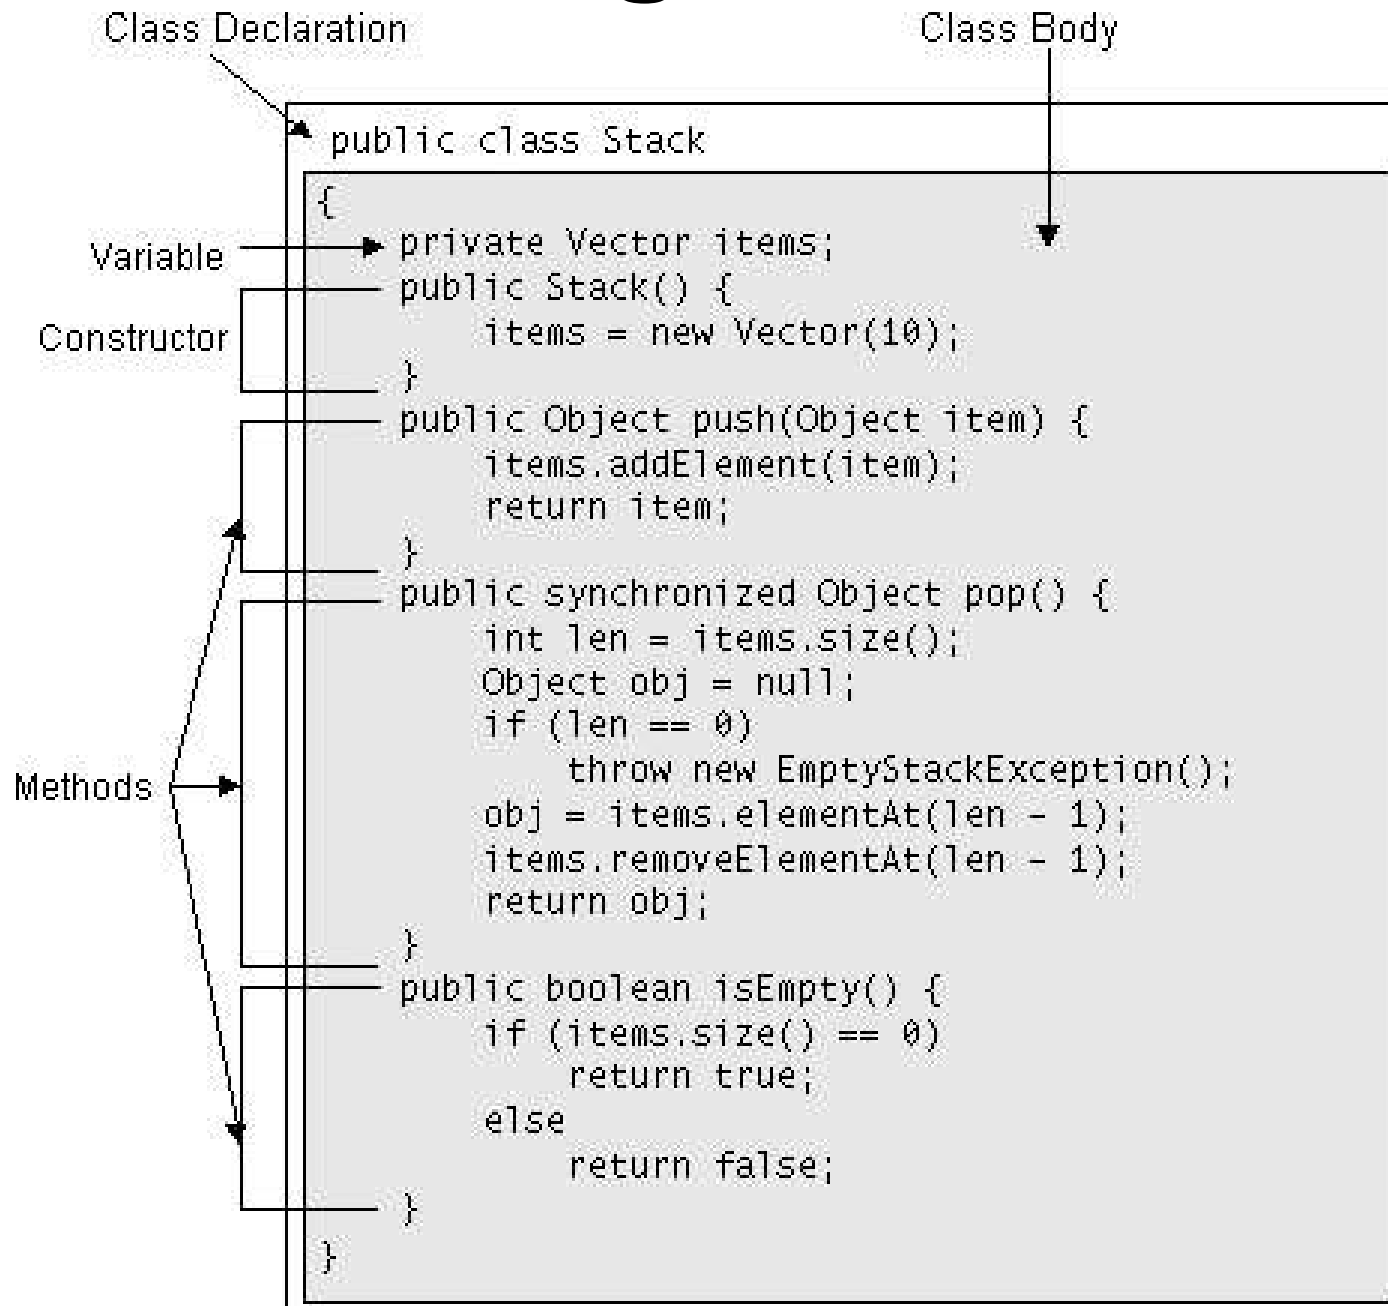 Class Declaration
Class Body
public class Stack
{
Variable
private Vector items;
Constructor
public Stack() {
items = new Vector(10);
}
public Object push(Object item) {
items.addElement(item);
return item;
}
Methods
public synchronized Object pop() {
int len = items.size();
Object obj = null;
if (len == 0)
throw new EmptyStackException();
obj = items.elementAt(len - 1);
items.removeElementAt(len - 1);
return obj;
}
public boolean isEmpty() {
if (items.size() == 0)
return true;
else
return false;
}
}